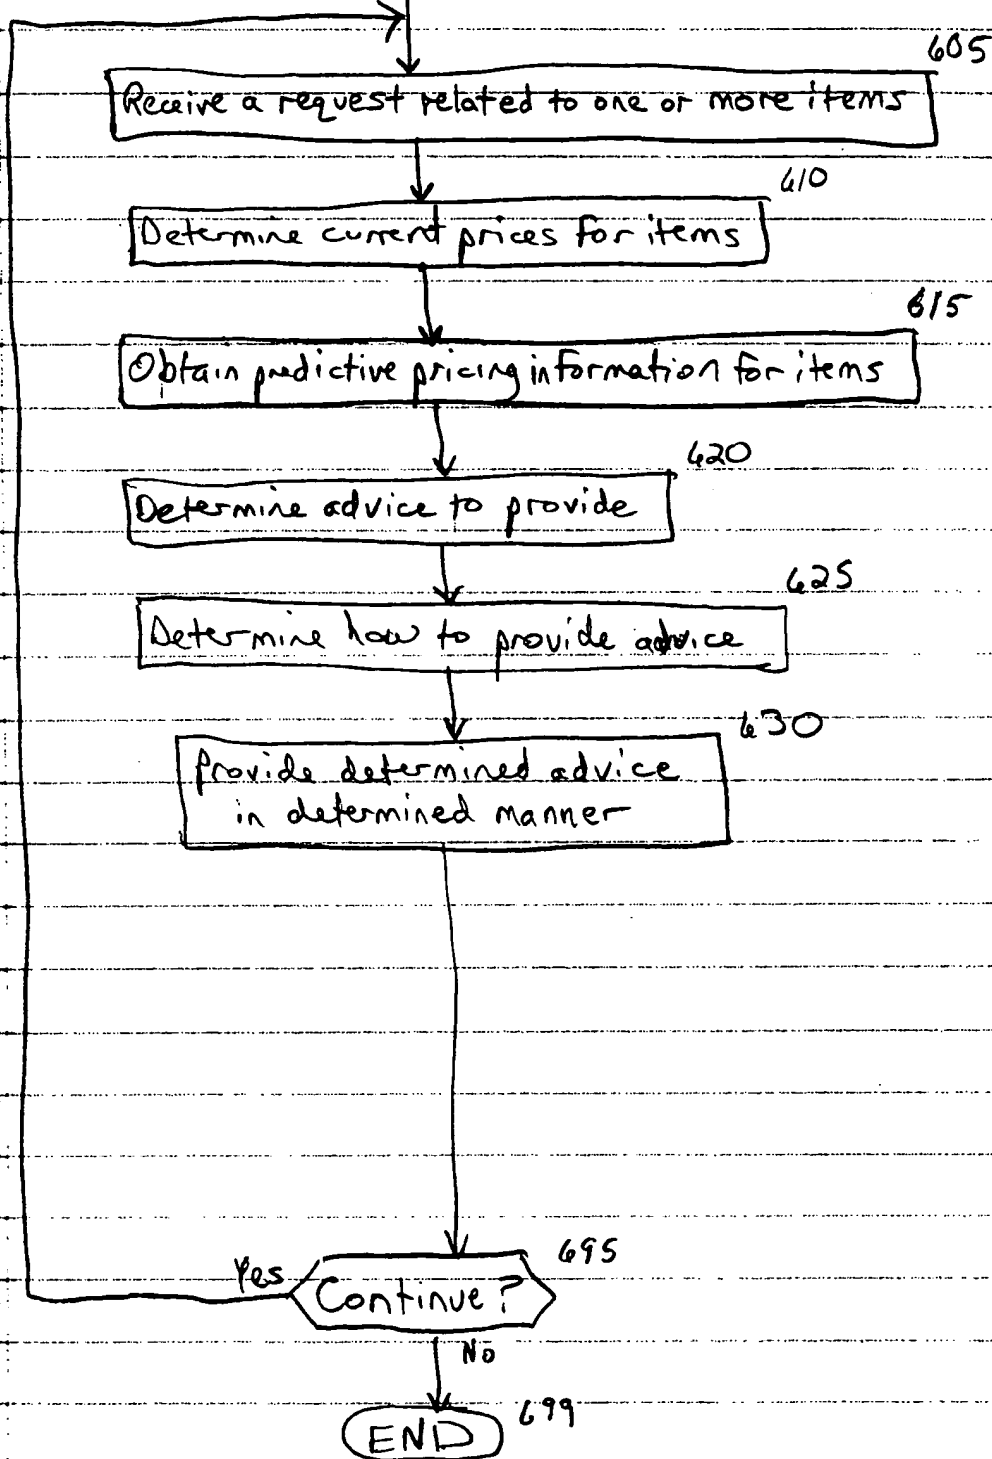 605
Receive a request related to one or more items
610
Determine current prices for items
615
Obtain predictive pricing information for items
620
Determine advice to provide
625
Determine how to provide advice
630
Provide determined advice
in determined manner
695
Yes
Continue?
No
699
END